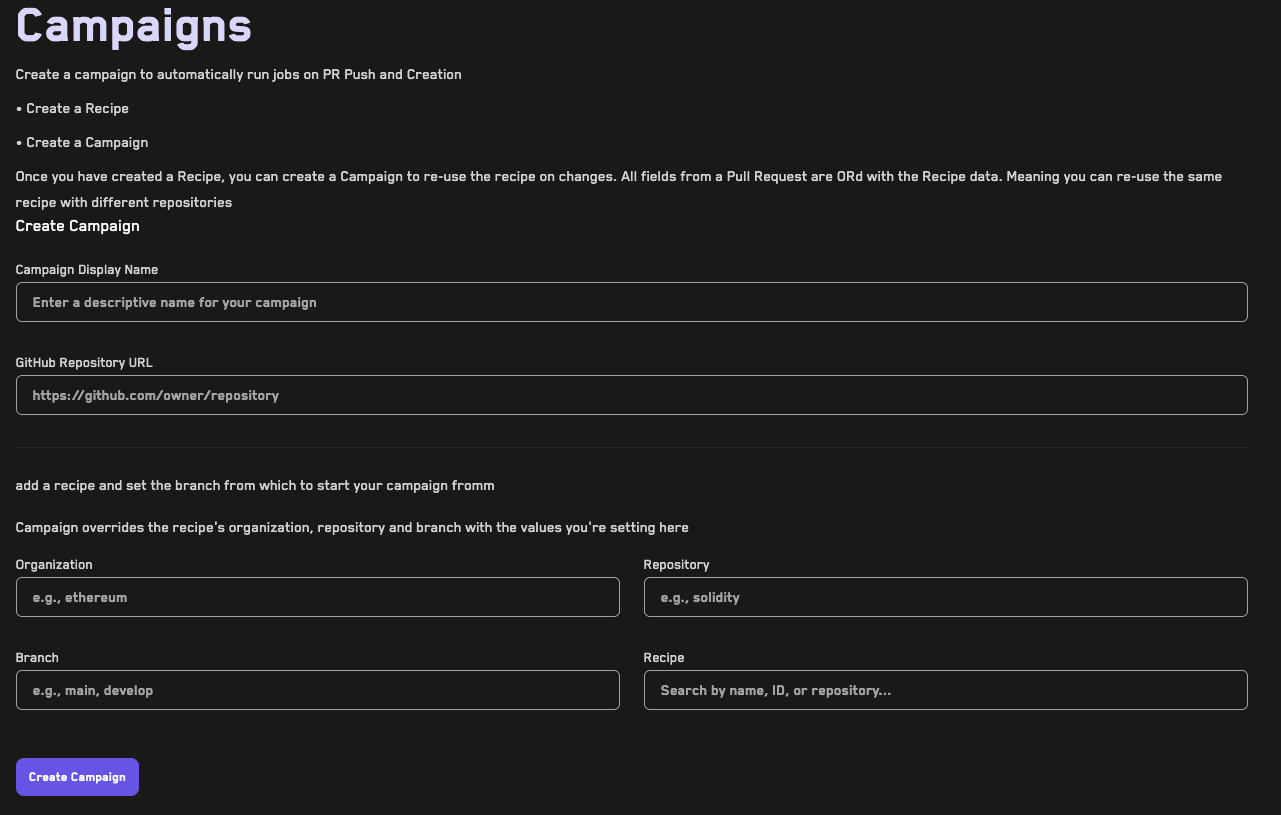 Campaigns
Create a campaign to automatically run jobs on PR Push and Creation
• Create a Recipe
• Create a Campaign
Once you have created a Recipe, you can create a Campaign to re-use the recipe on changes. All fields from a Pull Request are ORd with the Recipe data. Meaning you can re-use the same
recipe with different repositories
Create Campaign
Campaign Display Name
Enter a descriptive name for your campaign
GitHub Repository URL
https://github.com/owner/repository
add a recipe and set the branch from which to start your campaign fromm
Campaign overrides the recipe's organization, repository and branch with the values you're setting here
Organization
Repository
e.g., ethereum
e.g., solidity
Branch
Recipe
e.g., main, develop
Search by name, ID, or repository...
Create Campaign